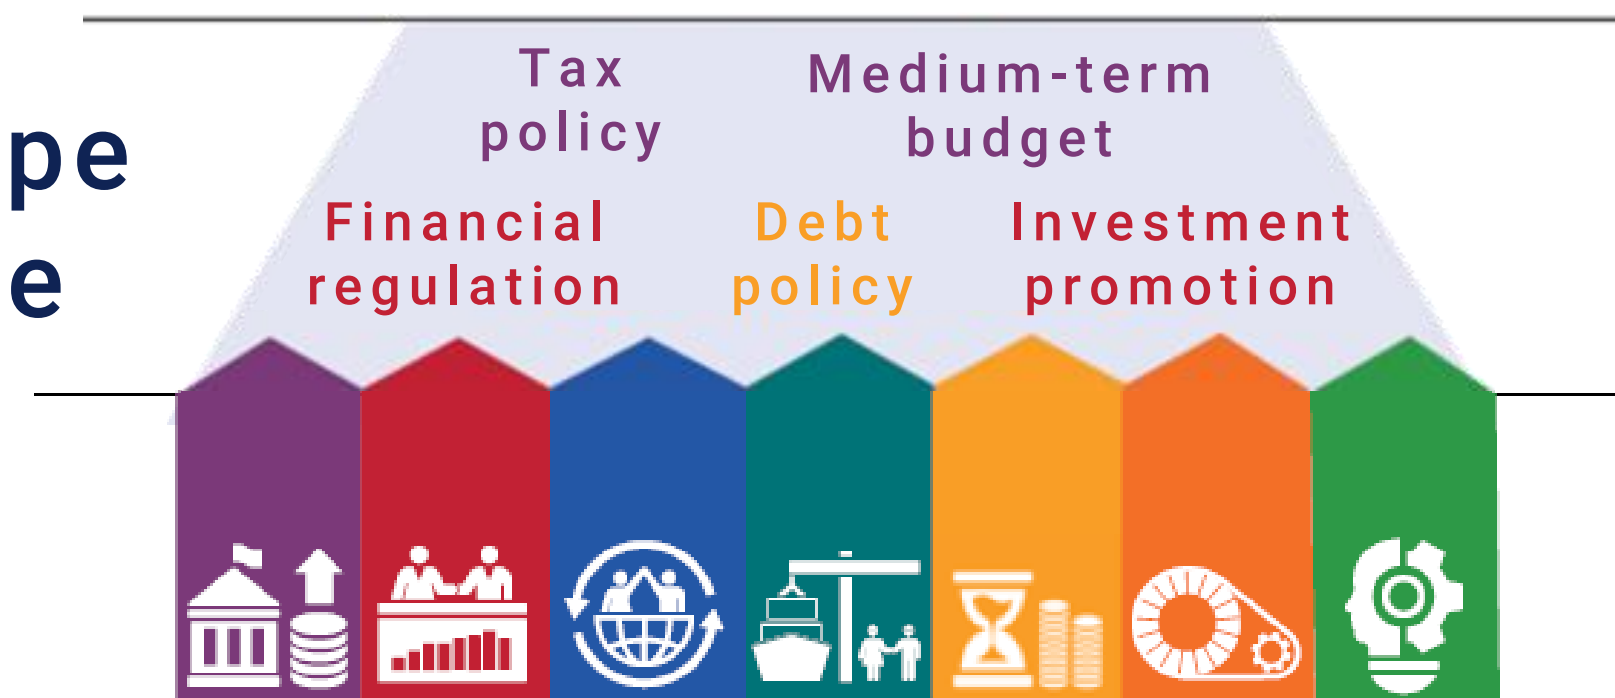 Tax
policy
Medium-term
budget
pe
e
Financial
regulation
Debt
policy
Investment
promotion